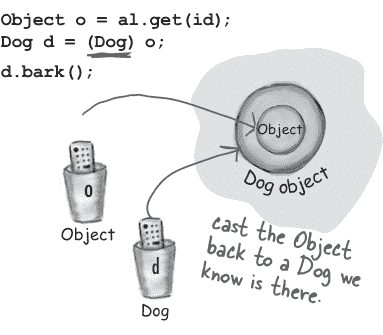 Object o = al.get(id);
Dog d = (Dog) o;
d.bark();
Object
Dog object
o
Object
d
Dog
cast the Object
back to a Dog we
know is there.